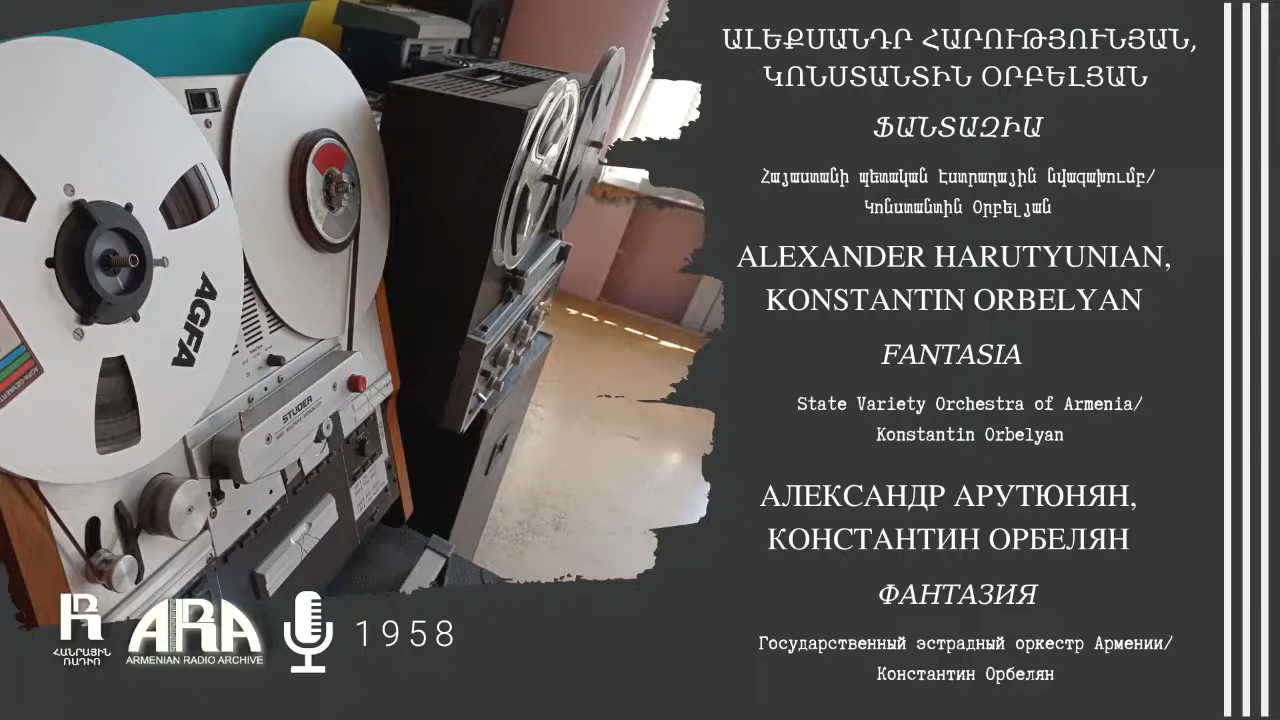 ԱԼԵՔՍԱՆԴՐ ՀԱՐՈՒԹՅՈՒՆՅԱՆ,
ԿՈՆՍՏԱՆՏԻՆ ՕՐԲԵԼՅԱՆ
ՖԱՆՏԱԶԻԱ
Հայաստանի պետական էստրադային նվագախումբ/
Կոնստանտին Օրբելյան
ALEXANDER HARUTYUNIAN,
KONSTANTIN ORBELYAN
FANTASIA
State Variety Orchestra of Armenia/
Konstantin Orbelyan
АЛЕКСАНДР АРУТЮНЯН,
КОНСТАНТИН ОРБЕЛЯН
ФАНТАЗИЯ
Государственный эстрадный оркестр Армении/
Константин Орбелян
AGFA
STUDER
ՀԱՆՐԱՅԻՆ
ՌԱԴԻՈ
ARA
ARMENIAN RADIO ARCHIVE
1958